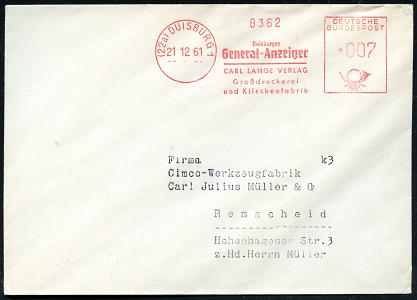 8362
(22a) DUISBURG 1
21 12 61
Duisburger
General-Anzeiger
CARL LANGE VERLAG
Großdruckerei
und Klischeefabrik
DEUTSCHE
BUNDESPOST
007
Firma k3
Cimco-Werkzeugfabrik
Carl Julius Müller &
Remscheid
Hohenhagener Str.3
z.Hd.Herrn Müller